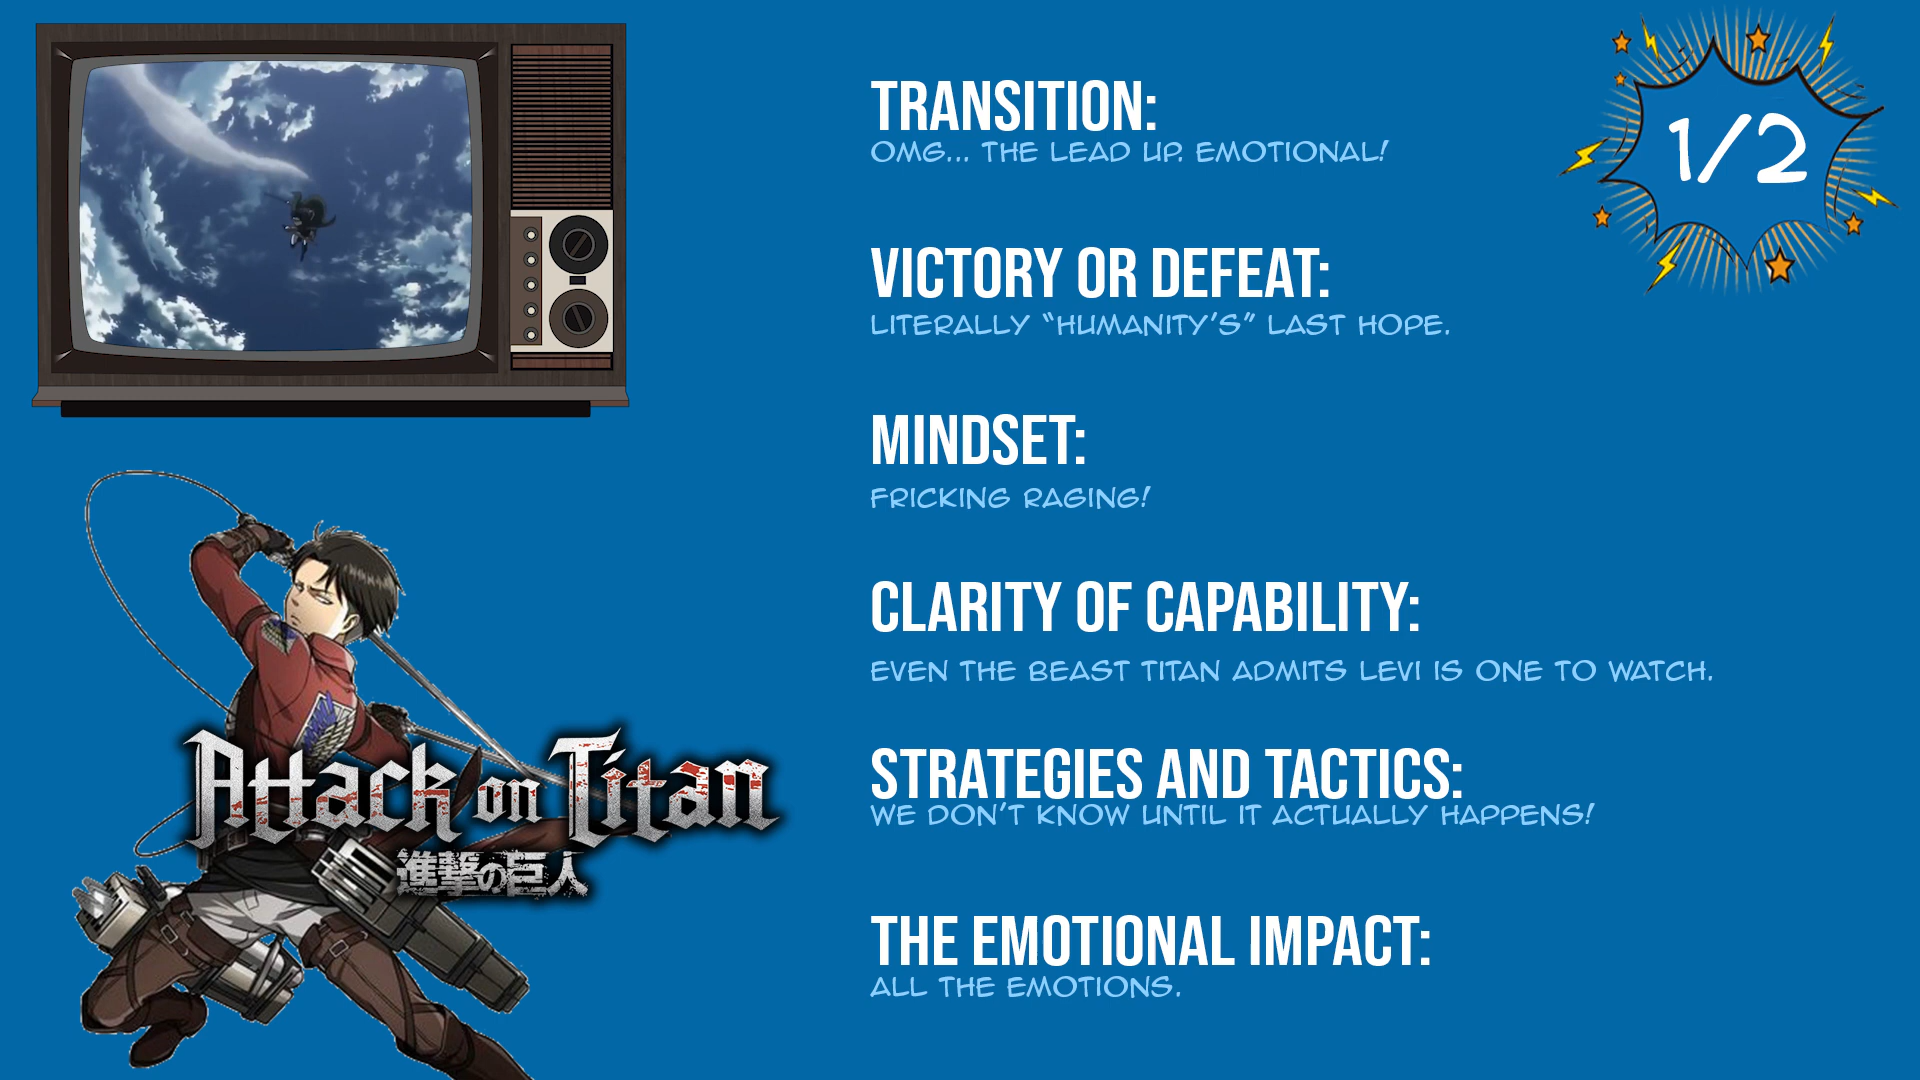 TRANSITION:
OMG... THE LEAD UP. EMOTIONAL!
1/2
VICTORY OR DEFEAT:
LITERALLY “HUMANITY’S” LAST HOPE.
MINDSET:
FRICKING RAGING!
CLARITY OF CAPABILITY:
EVEN THE BEAST TITAN ADMITS LEVI IS ONE TO WATCH.
STRATEGIES AND TACTICS:
WE DON’T KNOW UNTIL IT ACTUALLY HAPPENS!
THE EMOTIONAL IMPACT:
ALL THE EMOTIONS.
Attack on Titan
進撃の巨人